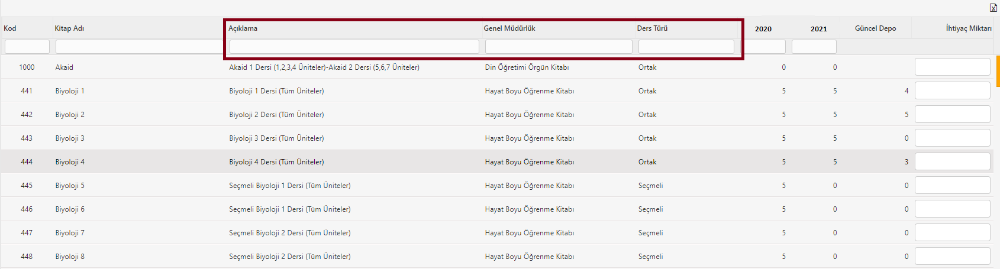 Kod Kitap Adı Açıklama Genel Müdürlük Ders Türü 2020 2021 Güncel Depo İhtiyaç Miktarı
1000 Akaid Akaid 1 Dersi (1,2,3,4 Üniteler)-Akaid 2 Dersi (5,6,7 Üniteler) Din Öğretimi Örgün Kitabı Ortak 0 0
441 Biyoloji 1 Biyoloji 1 Dersi (Tüm Üniteler) Hayat Boyu Öğrenme Kitabı Ortak 5 5 4
442 Biyoloji 2 Biyoloji 2 Dersi (Tüm Üniteler) Hayat Boyu Öğrenme Kitabı Ortak 5 5 5
443 Biyoloji 3 Biyoloji 3 Dersi (Tüm Üniteler) Hayat Boyu Öğrenme Kitabı Ortak 5 5 0
444 Biyoloji 4 Biyoloji 4 Dersi (Tüm Üniteler) Hayat Boyu Öğrenme Kitabı Ortak 5 5 3
445 Biyoloji 5 Seçmeli Biyoloji 1 Dersi (Tüm Üniteler) Hayat Boyu Öğrenme Kitabı Seçmeli 5 0 0
446 Biyoloji 6 Seçmeli Biyoloji 1 Dersi (Tüm Üniteler) Hayat Boyu Öğrenme Kitabı Seçmeli 5 0 0
447 Biyoloji 7 Seçmeli Biyoloji 2 Dersi (Tüm Üniteler) Hayat Boyu Öğrenme Kitabı Seçmeli 5 0 0
448 Biyoloji 8 Seçmeli Biyoloji 2 Dersi (Tüm Üniteler) Hayat Boyu Öğrenme Kitabı Seçmeli 5 0 0